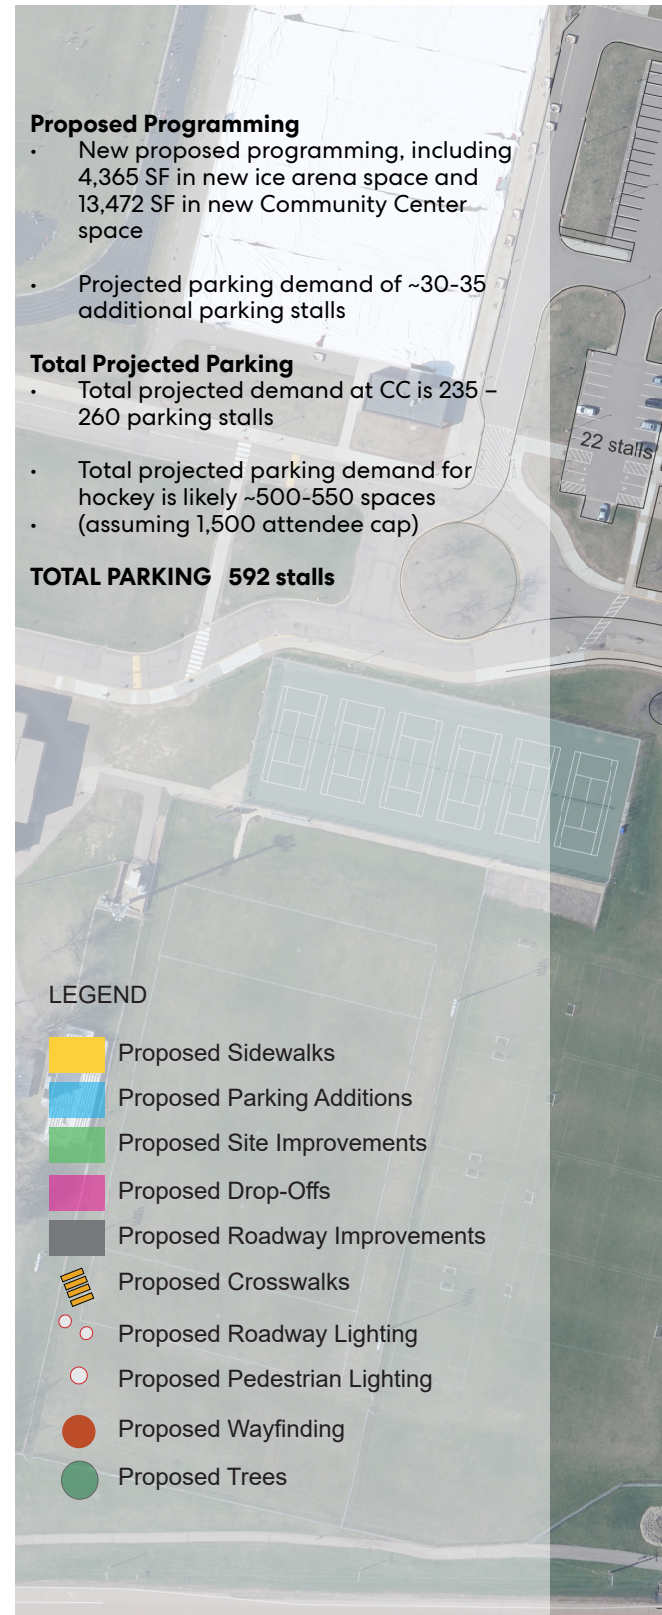 Proposed Programming
• New proposed programming, including
4,365 SF in new ice arena space and
13,472 SF in new Community Center
space
• Projected parking demand of ~30-35
additional parking stalls
Total Projected Parking
• Total projected demand at CC is 235 –
260 parking stalls
• Total projected parking demand for
hockey is likely ~500-550 spaces
• (assuming 1,500 attendee cap)
TOTAL PARKING 592 stalls
22 stalls
LEGEND
Proposed Sidewalks
Proposed Parking Additions
Proposed Site Improvements
Proposed Drop-Offs
Proposed Roadway Improvements
Proposed Crosswalks
Proposed Roadway Lighting
Proposed Pedestrian Lighting
Proposed Wayfinding
Proposed Trees